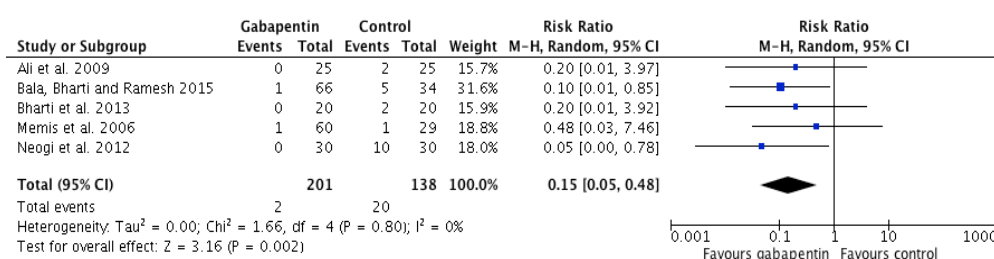 Gabapentin Control Risk Ratio Risk Ratio
Study or Subgroup Events Total Events Total Weight M-H, Random, 95% CI M-H, Random, 95% CI
Ali et al. 2009 0 25 2 25 15.7% 0.20 [0.01, 3.97]
Bala, Bharti and Ramesh 2015 1 66 5 34 31.6% 0.10 [0.01, 0.85]
Bharti et al. 2013 0 20 2 20 15.9% 0.20 [0.01, 3.92]
Memis et al. 2006 1 60 1 29 18.8% 0.48 [0.03, 7.46]
Neogi et al. 2012 0 30 10 30 18.0% 0.05 [0.00, 0.78]
Total (95% CI) 201 138 100.0% 0.15 [0.05, 0.48]
Total events 2 20
Heterogeneity: Tau² = 0.00; Chi² = 1.66, df = 4 (P = 0.80); I² = 0%
Test for overall effect: Z = 3.16 (P = 0.002)
0.001 0.1 1 10 1000
Favours gabapentin Favours control